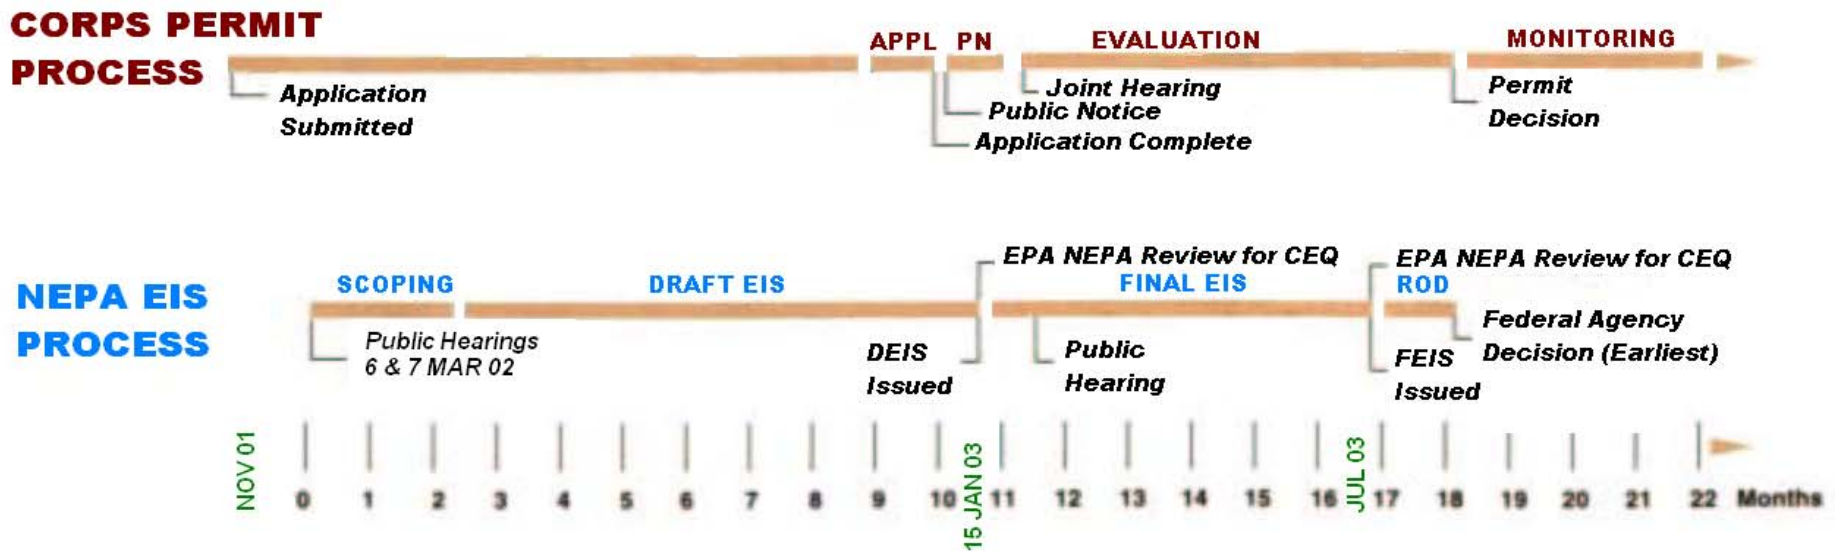 CORPS PERMIT
PROCESS
APPL PN EVALUATION MONITORING
Application
Submitted
Joint Hearing
Public Notice
Application Complete
Permit
Decision
NEPA EIS
PROCESS
SCOPING DRAFT EIS FINAL EIS ROD
EPA NEPA Review for CEQ
EPA NEPA Review for CEQ
Public Hearings
6 & 7 MAR 02
DEIS
Issued
Public
Hearing
FEIS
Issued
Federal Agency
Decision (Earliest)
NOV 01
15 JAN 03
JUL 03
0 1 2 3 4 5 6 7 8 9 10 11 12 13 14 15 16 17 18 19 20 21 22 Months